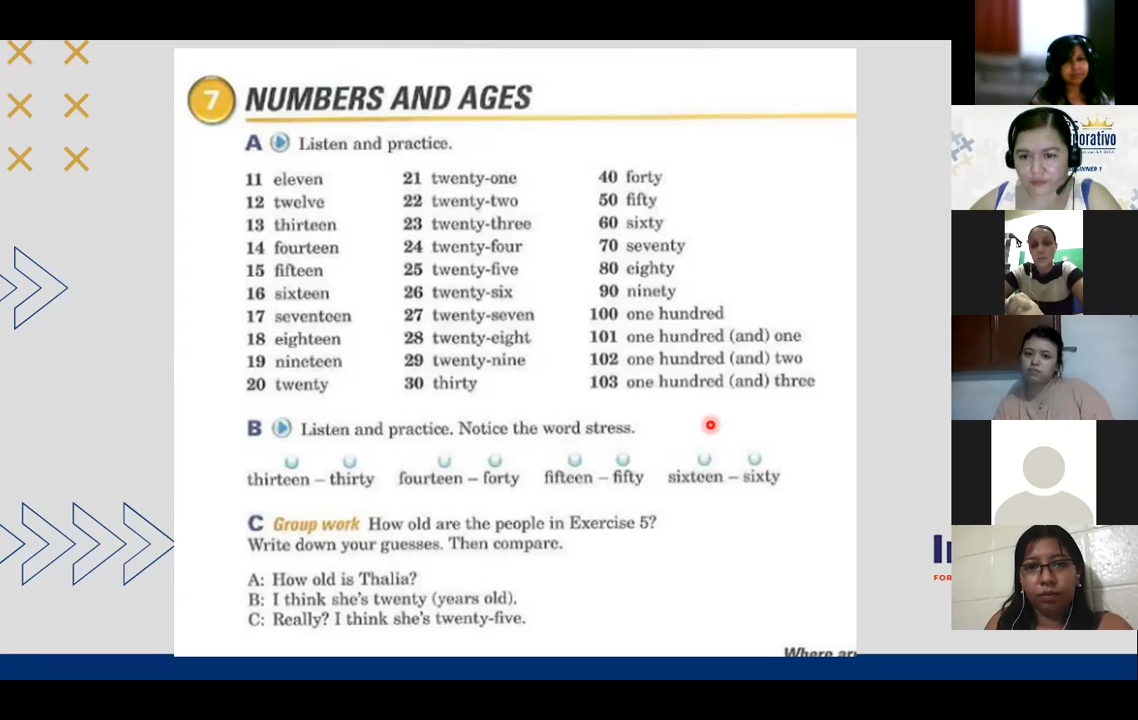 7 NUMBERS AND AGES
A Listen and practice.
11 eleven 21 twenty-one 40 forty
12 twelve 22 twenty-two 50 fifty
13 thirteen 23 twenty-three 60 sixty
14 fourteen 24 twenty-four 70 seventy
15 fifteen 25 twenty-five 80 eighty
16 sixteen 26 twenty-six 90 ninety
17 seventeen 27 twenty-seven 100 one hundred
18 eighteen 28 twenty-eight 101 one hundred (and) one
19 nineteen 29 twenty-nine 102 one hundred (and) two
20 twenty 30 thirty 103 one hundred (and) three
B Listen and practice. Notice the word stress.
thirteen – thirty fourteen – forty fifteen – fifty sixteen – sixty
C Group work How old are the people in Exercise 5?
Write down your guesses. Then compare.
A: How old is Thalia?
B: I think she's twenty (years old).
C: Really? I think she's twenty-five.
Where
FOR